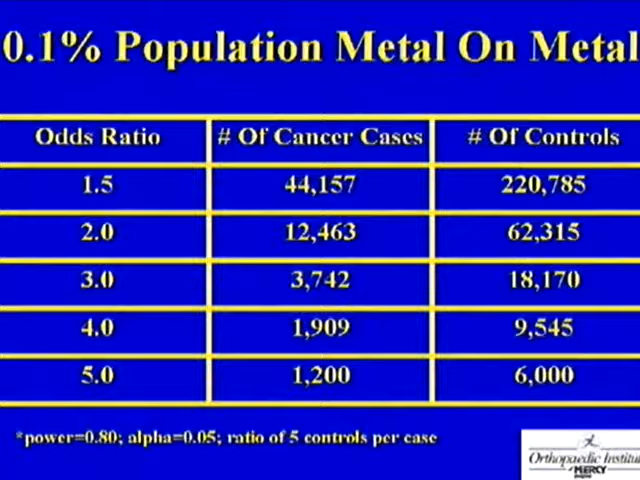 0.1% Population Metal On Metal
Odds Ratio # Of Cancer Cases # Of Controls
1.5 44,157 220,785
2.0 12,463 62,315
3.0 3,742 18,170
4.0 1,909 9,545
5.0 1,200 6,000
*power=0.80; alpha=0.05; ratio of 5 controls per case
Orthopaedic Institu
MERCY